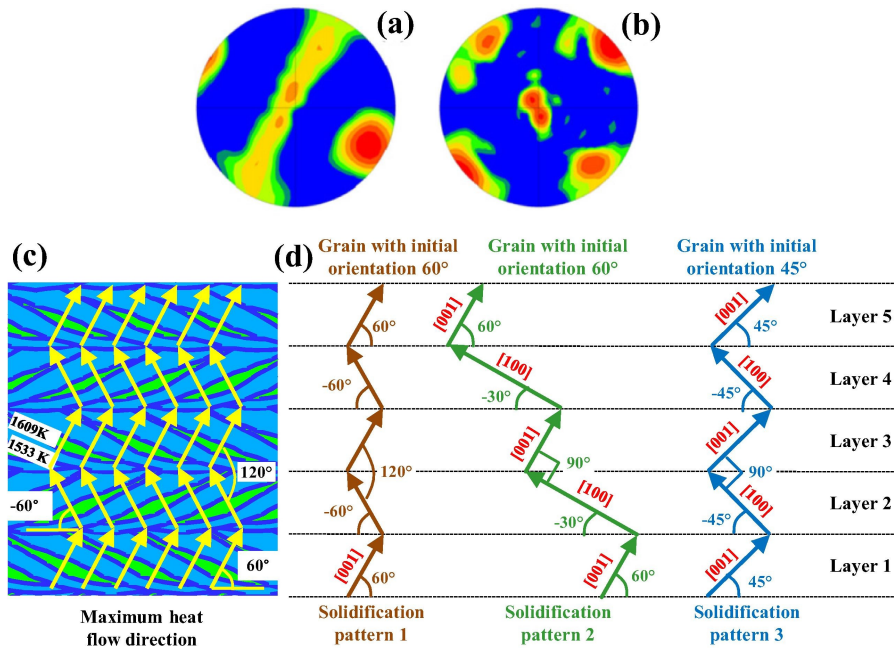 (a)
(b)
(c)
(d)
Grain with initial
orientation 60°
Grain with initial
orientation 60°
Grain with initial
orientation 45°
1609K
1533 K
-60°
120°
60°
Maximum heat
flow direction
60°
-60°
120°
-60°
[001]
60°
Solidification
pattern 1
[001]
60°
[100]
-30°
[001]
90°
[100]
-30°
[001]
60°
Solidification
pattern 2
[001]
45°
[100]
-45°
[001]
90°
[100]
-45°
[001]
45°
Solidification
pattern 3
Layer 5
Layer 4
Layer 3
Layer 2
Layer 1